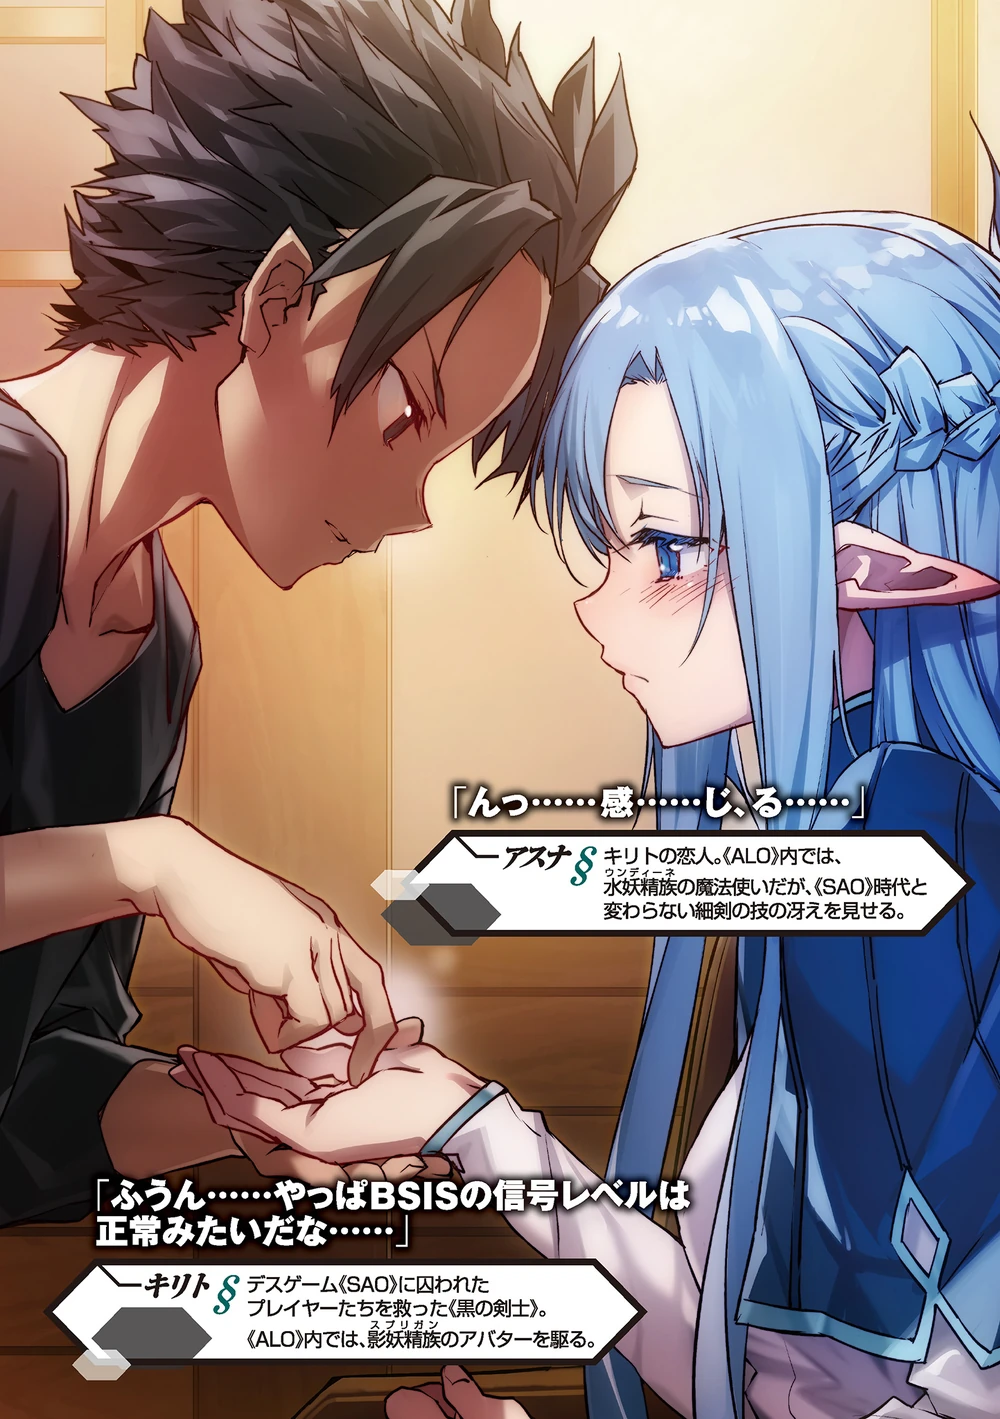 「んっ……感……じ、る……」
アスナ§
キリトの恋人。《ALO》内では、
ウンディーネ
水妖精族の魔法使いだが、《SAO》時代と
変わらない細剣の技の冴えを見せる。
「ふうん……やっぱBSISの信号レベルは
正常みたいだな……」
キリト§
デスゲーム《SAO》に囚われた
プレイヤーたちを救った《黒の剣士》。
スプリガン
《ALO》内では、影妖精族のアバターを駆る。